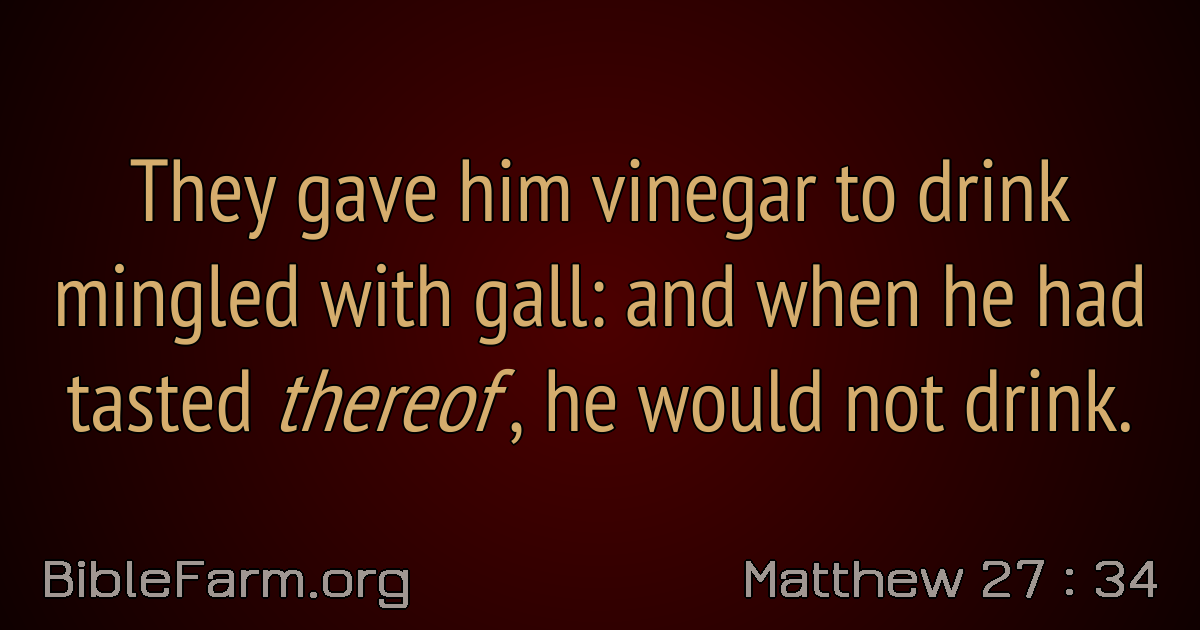 They gave him vinegar to drink
mingled with gall: and when he had
tasted thereof, he would not drink.
BibleFarm.org
Matthew 27 : 34